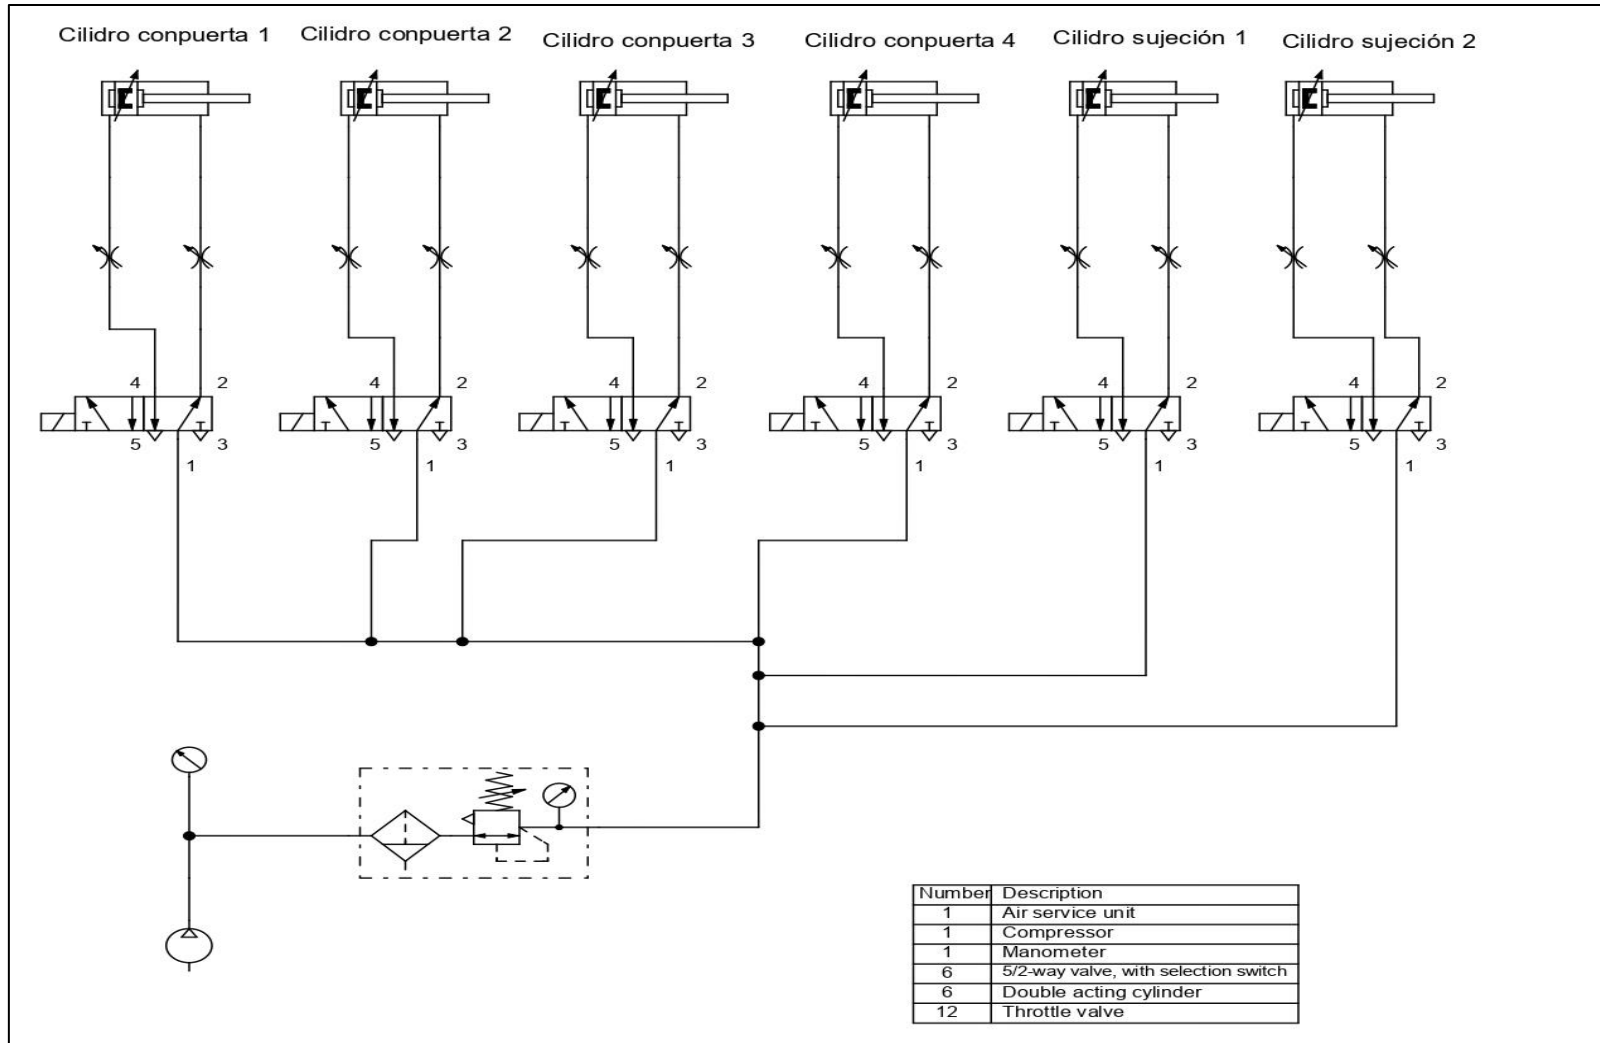 Cilidro conpuerta 1
Cilidro conpuerta 2
Cilidro conpuerta 3
Cilidro conpuerta 4
Cilidro sujeción 1
Cilidro sujeción 2
4 2
5 3
1
4 2
5 3
1
4 2
5 3
1
4 2
5 3
1
4 2
5 3
1
4 2
5 3
1
Number Description
1 Air service unit
1 Compressor
1 Manometer
6 5/2-way valve, with selection switch
6 Double acting cylinder
12 Throttle valve